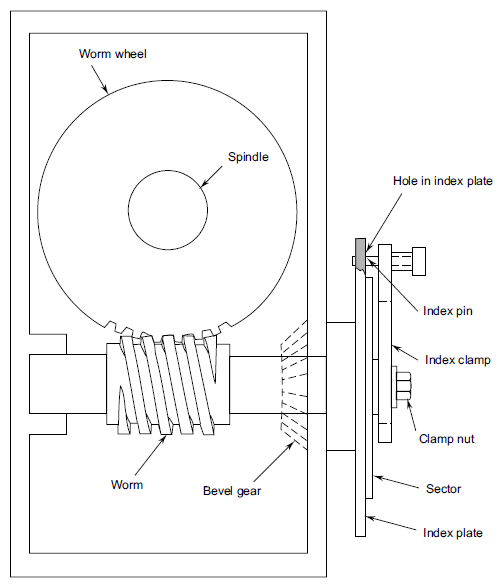 Worm wheel
Spindle
Hole in index plate
Index pin
Index clamp
Clamp nut
Worm
Bevel gear
Sector
Index plate